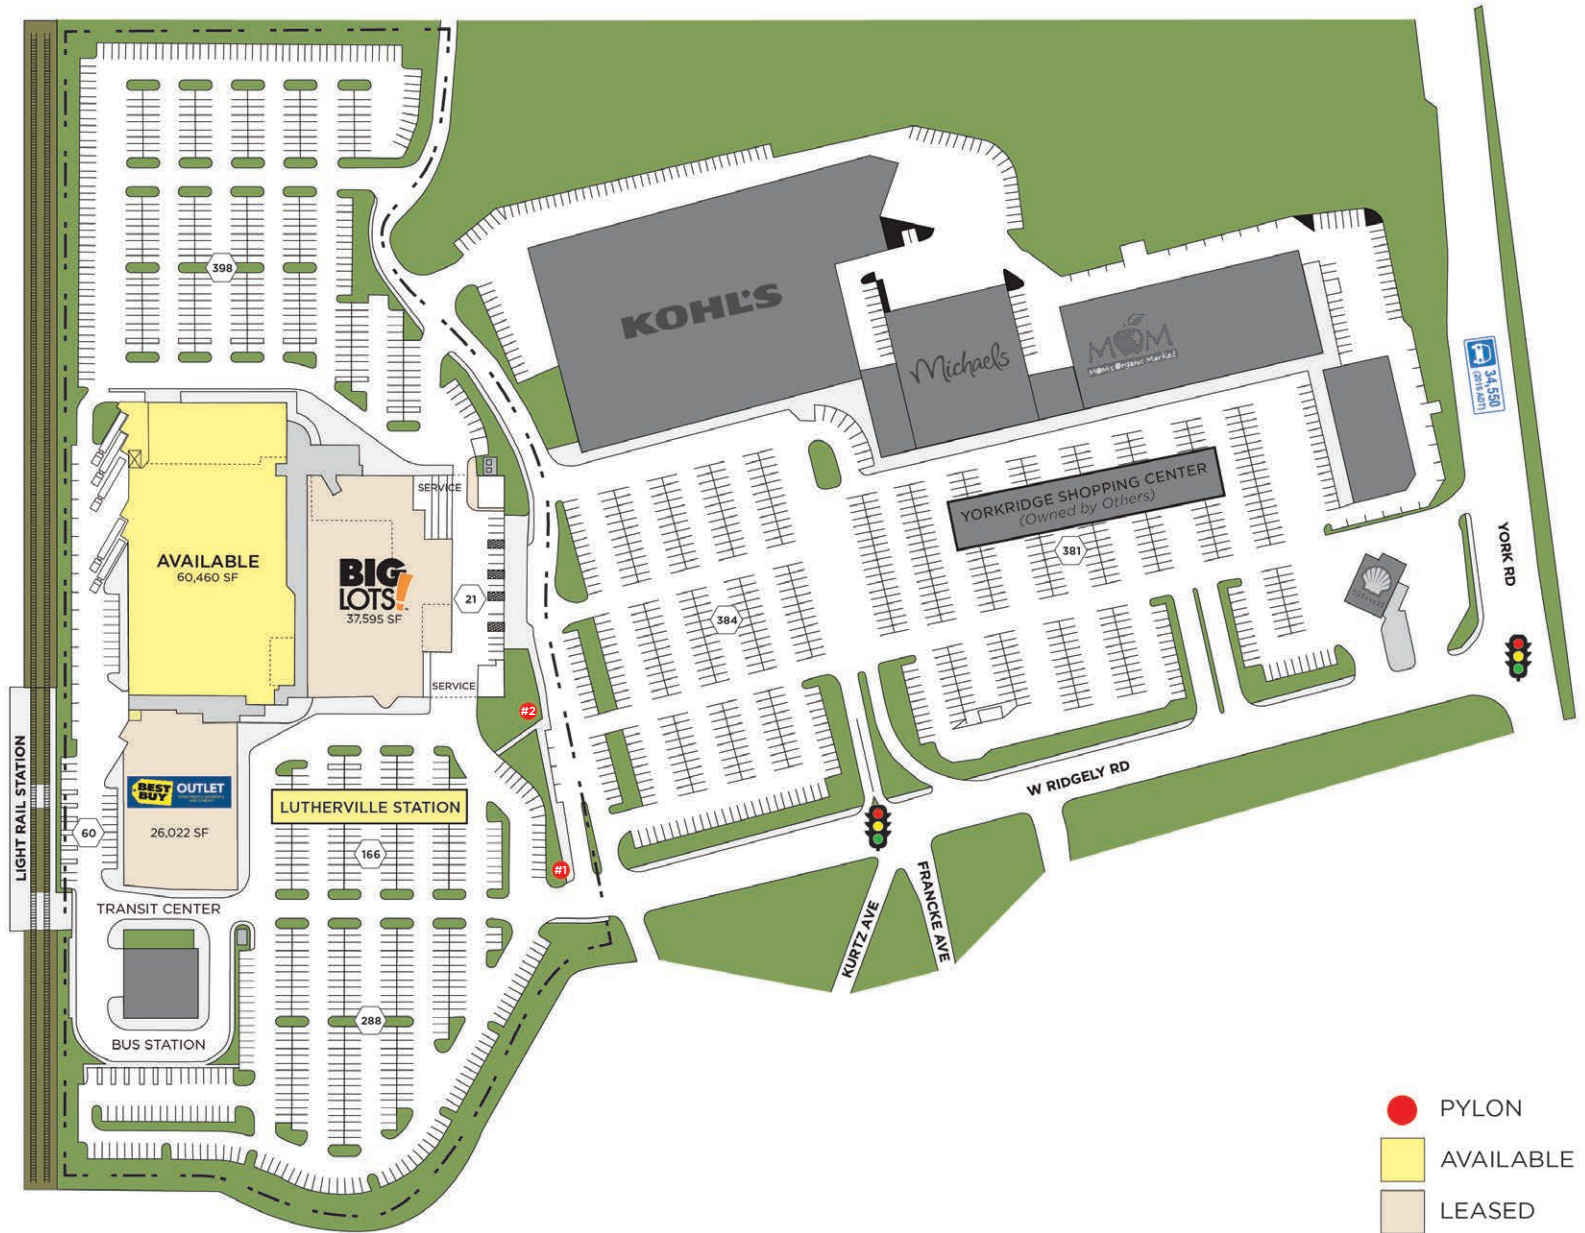 398
KOHL'S
Michaels
MOM
MOM's Organic Market
34,550
(2016 ADT)
SERVICE
YORKRIDGE SHOPPING CENTER
(Owned by Others)
381
YORK RD
AVAILABLE
60,460 SF
BIG
LOTS!
37,595 SF
21
384
SERVICE
#2
LIGHT RAIL STATION
BEST
BUY
OUTLET
26,022 SF
60
LUTHERVILLE STATION
166
W RIDGELY RD
#1
TRANSIT CENTER
KURTZ AVE
FRANCKE AVE
288
BUS STATION
PYLON
AVAILABLE
LEASED